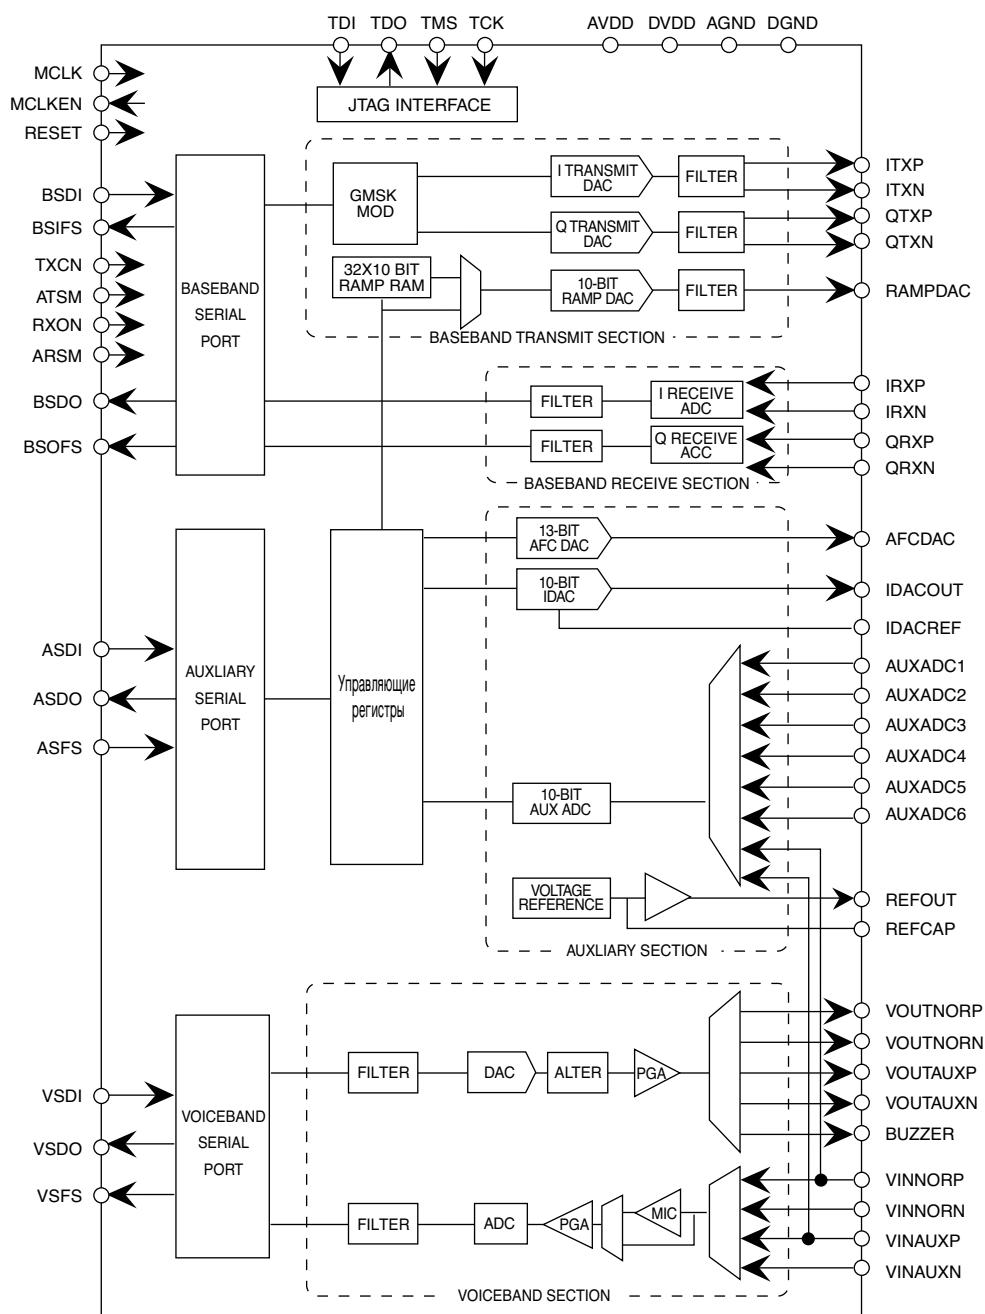 TDI TDO TMS TCK AVDD DVDD AGND DGND
MCLK
MCLKEN
RESET
JTAG INTERFACE
BSDI
BSIFS
TXCN
ATSM
RXON
ARSM
BSDO
BSOFS
BASEBAND
SERIAL
PORT
GMSK
MOD
I TRANSMIT
DAC
FILTER
Q TRANSMIT
DAC
FILTER
32X10 BIT
RAMP RAM
10-BIT
RAMP DAC
FILTER
BASEBAND TRANSMIT SECTION
ITXP
ITXN
QTXP
QTXN
RAMPDAC
FILTER
I RECEIVE
ADC
FILTER
Q RECEIVE
ACC
BASEBAND RECEIVE SECTION
IRXP
IRXN
QRXP
QRXN
ASDI
ASDO
ASFS
AUXLIARY
SERIAL
PORT
Управляющие
регистры
13-BIT
AFC DAC
10-BIT
IDAC
10-BIT
AUX ADC
VOLTAGE
REFERENCE
AUXLIARY SECTION
AFCDAC
IDACOUT
IDACREF
AUXADC1
AUXADC2
AUXADC3
AUXADC4
AUXADC5
AUXADC6
REFOUT
REFCAP
VSDI
VSDO
VSFS
VOICEBAND
SERIAL
PORT
FILTER
DAC
ALTER
PGA
FILTER
ADC
PGA
MIC
VOICEBAND SECTION
VOUTNORP
VOUTNORN
VOUTAUXP
VOUTAUXN
BUZZER
VINNORP
VINNORN
VINAUXP
VINAUXN